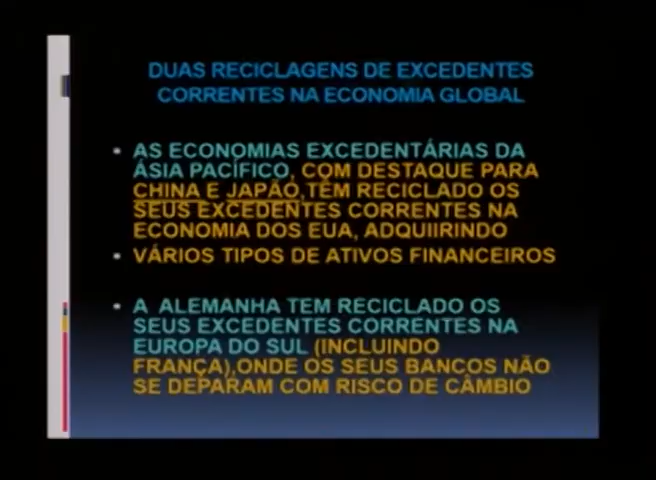 DUAS RECICLAGENS DE EXCEDENTES
CORRENTES NA ECONOMIA GLOBAL
• AS ECONOMIAS EXCEDENTÁRIAS DA
ÁSIA PACÍFICO, COM DESTAQUE PARA
CHINA E JAPÃO,TÊM RECICLADO OS
SEUS EXCEDENTES CORRENTES NA
ECONOMIA DOS EUA, ADQUIIRINDO
• VÁRIOS TIPOS DE ATIVOS FINANCEIROS
• A ALEMANHA TEM RECICLADO OS
SEUS EXCEDENTES CORRENTES NA
EUROPA DO SUL (INCLUINDO
FRANÇA),ONDE OS SEUS BANCOS NÃO
SE DEPARAM COM RISCO DE CÂMBIO